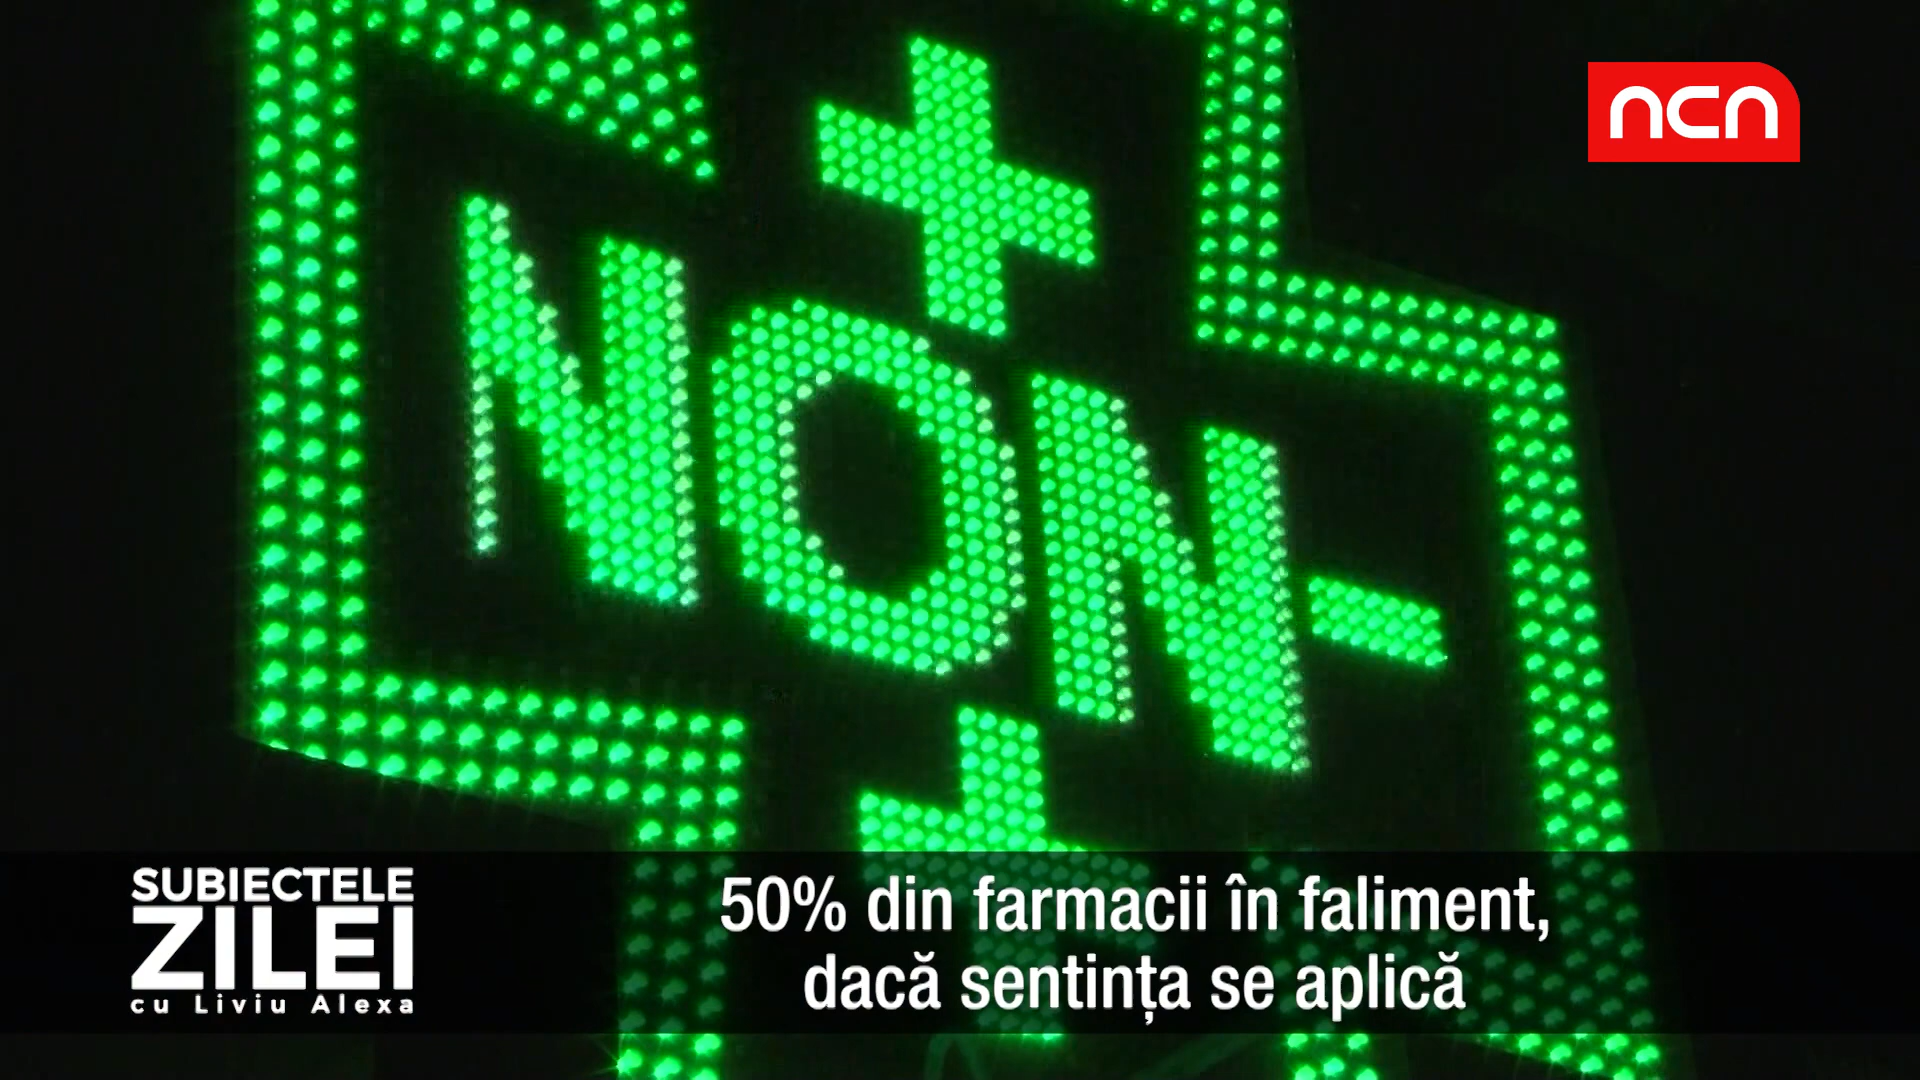 ncn
NON-
SUBIECTELE
ZILEI
cu Liviu Alexa
50% din farmacii în faliment,
dacă sentința se aplică